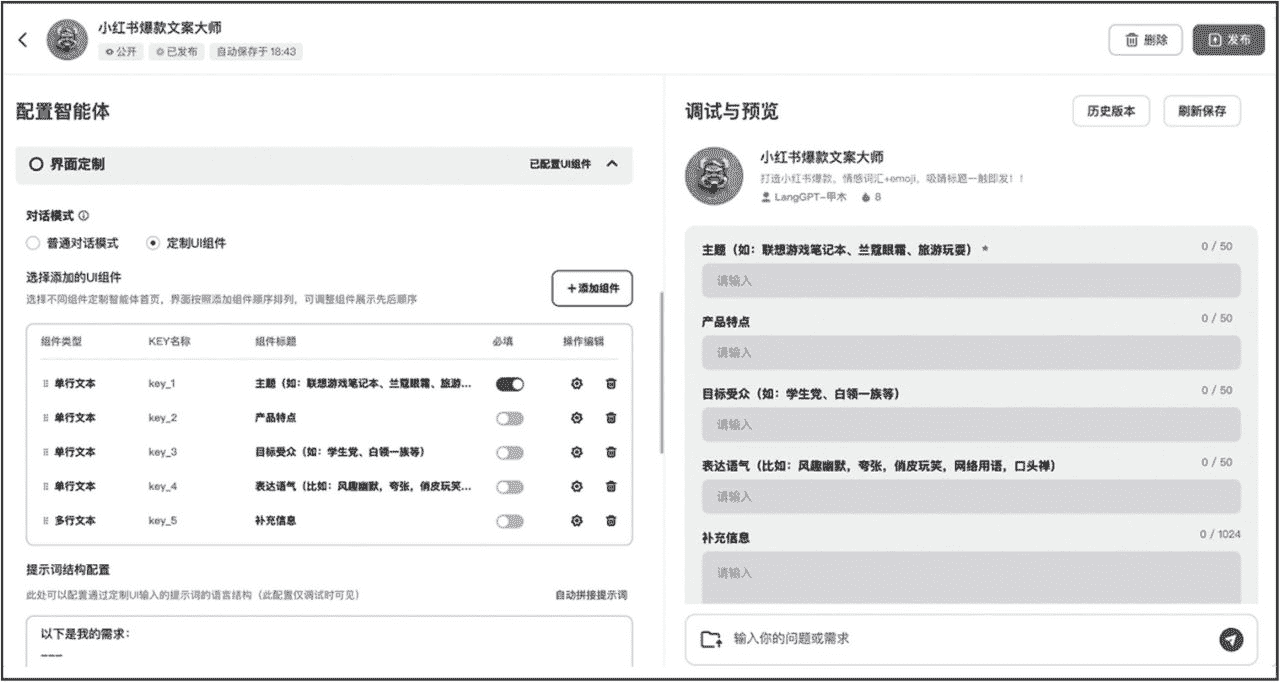 小红书爆款文案大师
公开 已发布 自动保存于 18:43
删除 发布
配置智能体
界面定制 已配置UI组件
对话模式
普通对话模式 定制UI组件
选择添加的UI组件
选择不同组件定制智能体首页，界面按照添加组件顺序排列，可调整组件展示先后顺序
+添加组件
组件类型 KEY名称 组件标题 必填 操作编辑
单行文本 key_1 主题（如：联想游戏笔记本、兰蔻眼霜、旅游...
单行文本 key_2 产品特点
单行文本 key_3 目标受众（如：学生党、白领一族等）
单行文本 key_4 表达语气（比如：风趣幽默，夸张，俏皮玩笑...
多行文本 key_5 补充信息
提示词结构配置
此处可以配置通过定制UI输入的提示词的语言结构（此配置仅调试时可见） 自动拼接提示词
以下是我的需求：
---
调试与预览 历史版本 刷新保存
小红书爆款文案大师
打造小红书爆款，情感词汇+emoji，吸睛标题一触即发！！
LangGPT-甲木 8
主题（如：联想游戏笔记本、兰蔻眼霜、旅游玩耍） * 0 / 50
请输入
产品特点 0 / 50
请输入
目标受众（如：学生党、白领一族等） 0 / 50
请输入
表达语气（比如：风趣幽默，夸张，俏皮玩笑，网络用语，口头禅） 0 / 50
请输入
补充信息 0 / 1024
请输入
输入你的问题或需求